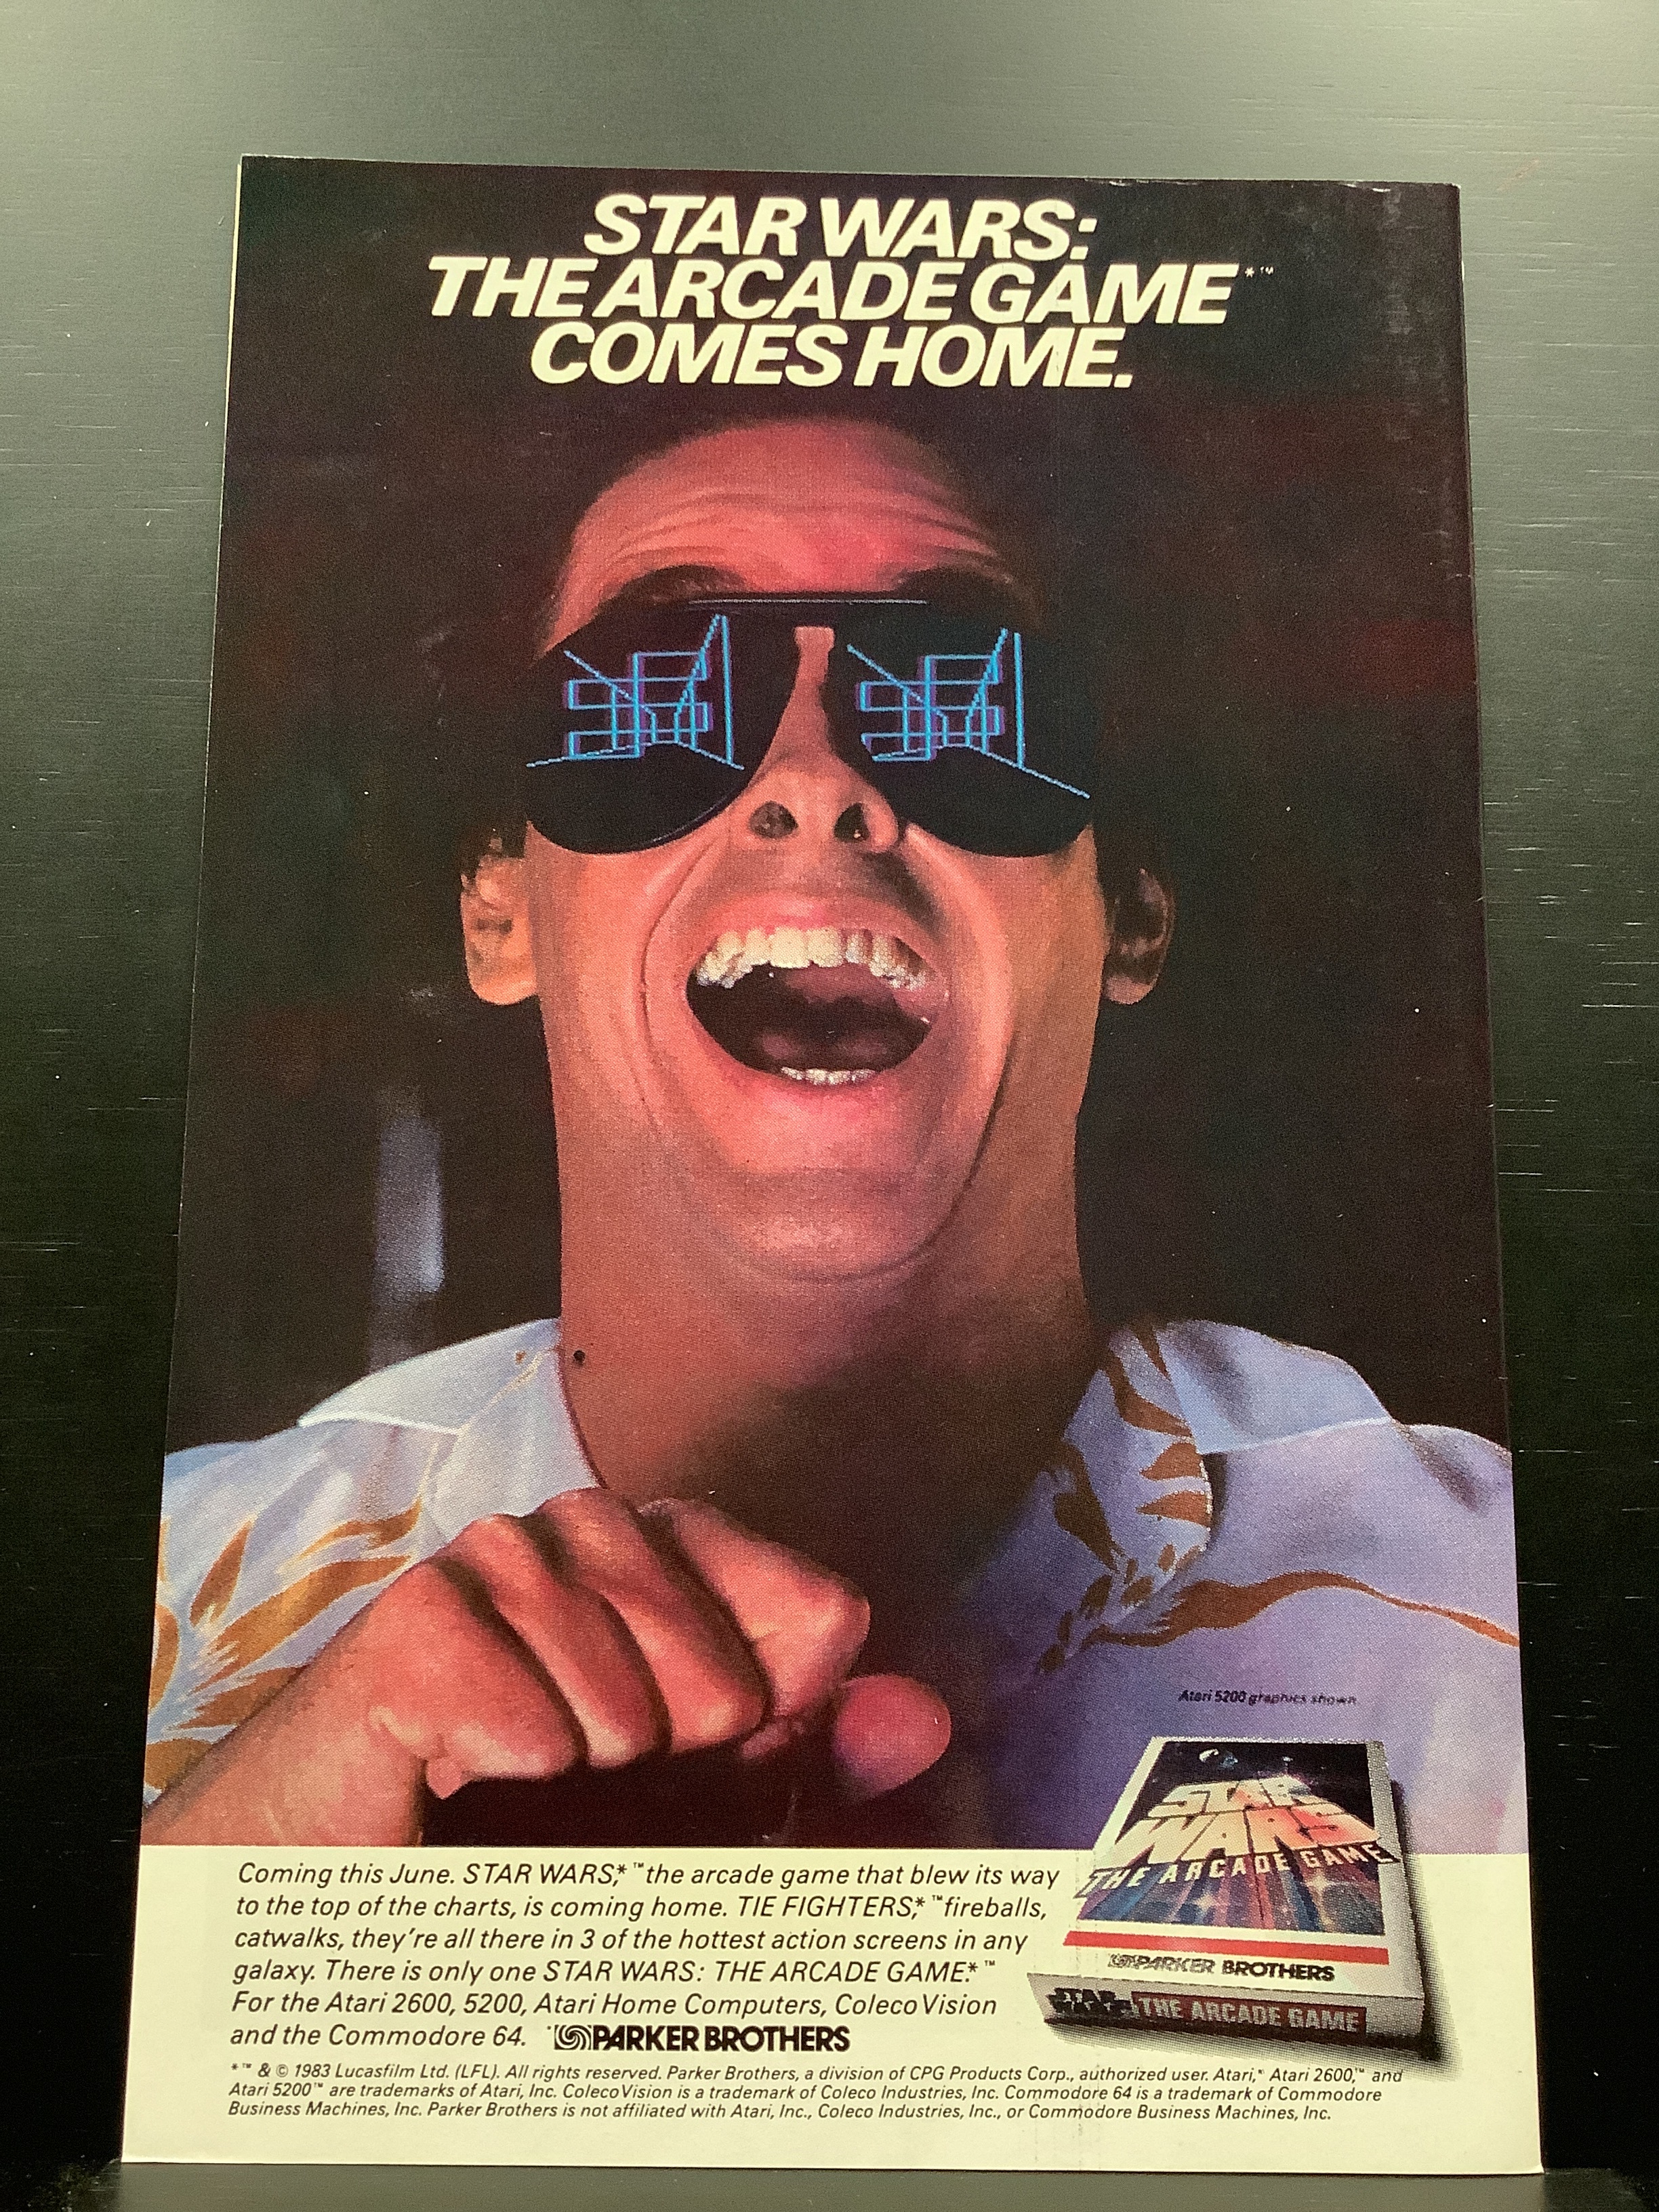 STAR WARS:
THE ARCADE GAME*™
COMES HOME.
Atari 5200 graphics shown
STAR
WARS
THE ARCADE GAME
PARKER BROTHERS
STAR WARS THE ARCADE GAME
Coming this June. STAR WARS,*™ the arcade game that blew its way
to the top of the charts, is coming home. TIE FIGHTERS,*™ fireballs,
catwalks, they're all there in 3 of the hottest action screens in any
galaxy. There is only one STAR WARS: THE ARCADE GAME.*™
For the Atari 2600, 5200, Atari Home Computers, ColecoVision
and the Commodore 64. PARKER BROTHERS
*™ & © 1983 Lucasfilm Ltd. (LFL). All rights reserved. Parker Brothers, a division of CPG Products Corp., authorized user. Atari,* Atari 2600,™ and
Atari 5200™ are trademarks of Atari, Inc. ColecoVision is a trademark of Coleco Industries, Inc. Commodore 64 is a trademark of Commodore
Business Machines, Inc. Parker Brothers is not affiliated with Atari, Inc., Coleco Industries, Inc., or Commodore Business Machines, Inc.